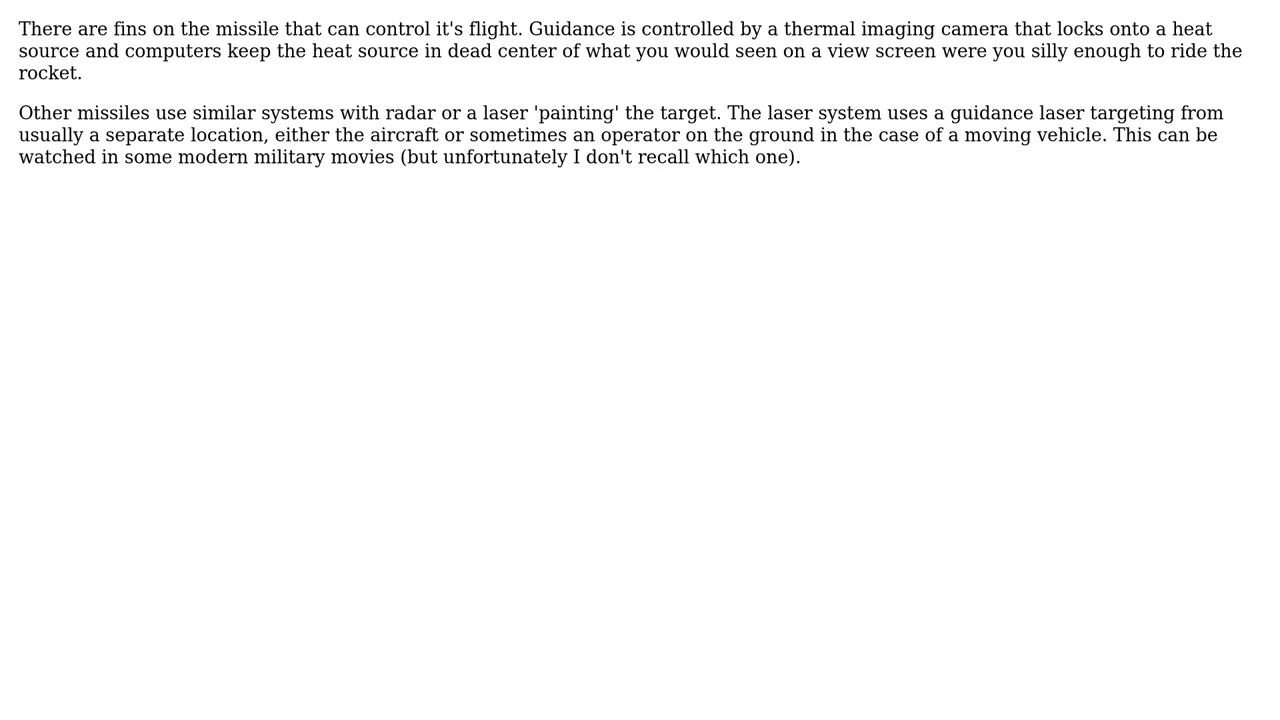 There are fins on the missile that can control it's flight. Guidance is controlled by a thermal imaging camera that locks onto a heat
source and computers keep the heat source in dead center of what you would seen on a view screen were you silly enough to ride the
rocket.
Other missiles use similar systems with radar or a laser 'painting' the target. The laser system uses a guidance laser targeting from
usually a separate location, either the aircraft or sometimes an operator on the ground in the case of a moving vehicle. This can be
watched in some modern military movies (but unfortunately I don't recall which one).